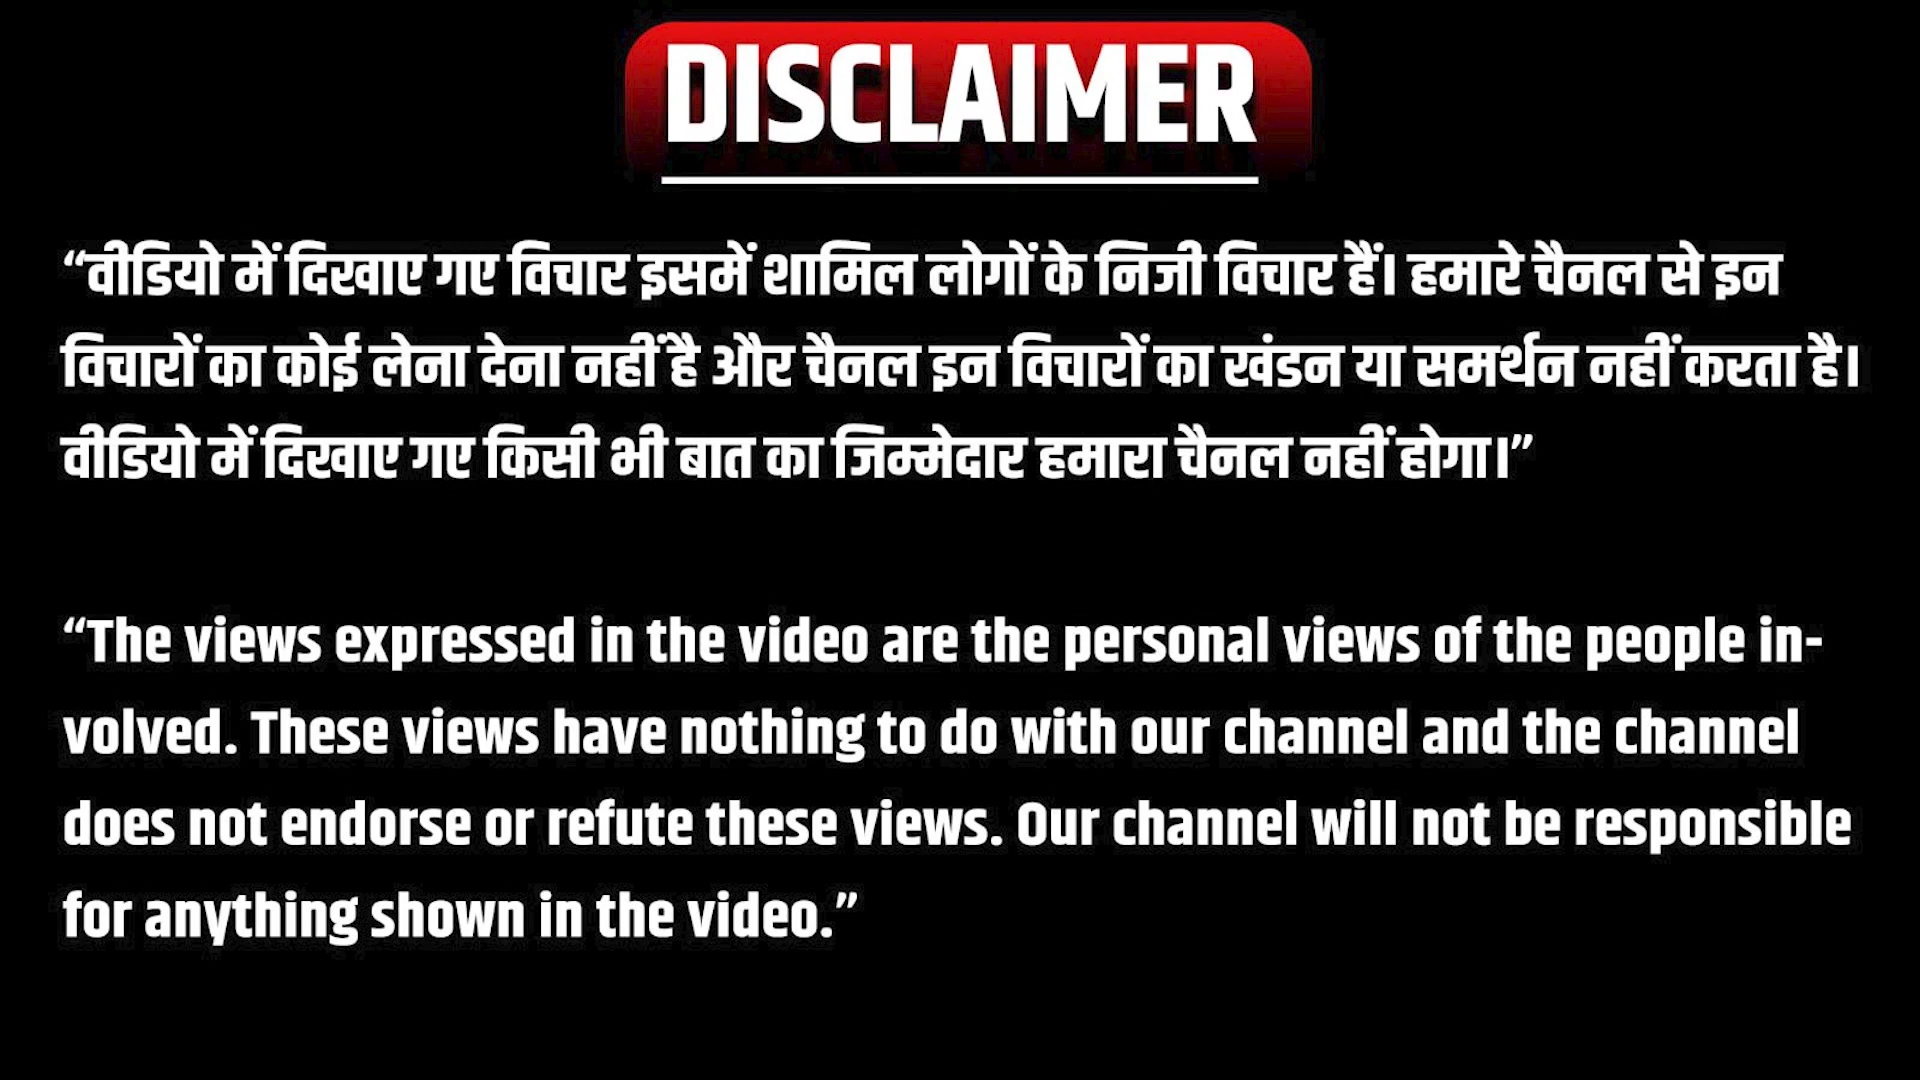 DISCLAIMER
“वीडियो में दिखाए गए विचार इसमें शामिल लोगों के निजी विचार हैं। हमारे चैनल से इन
विचारों का कोई लेना देना नहीं है और चैनल इन विचारों का खंडन या समर्थन नहीं करता है।
वीडियो में दिखाए गए किसी भी बात का जिम्मेदार हमारा चैनल नहीं होगा।”
“The views expressed in the video are the personal views of the people in-
volved. These views have nothing to do with our channel and the channel
does not endorse or refute these views. Our channel will not be responsible
for anything shown in the video.”